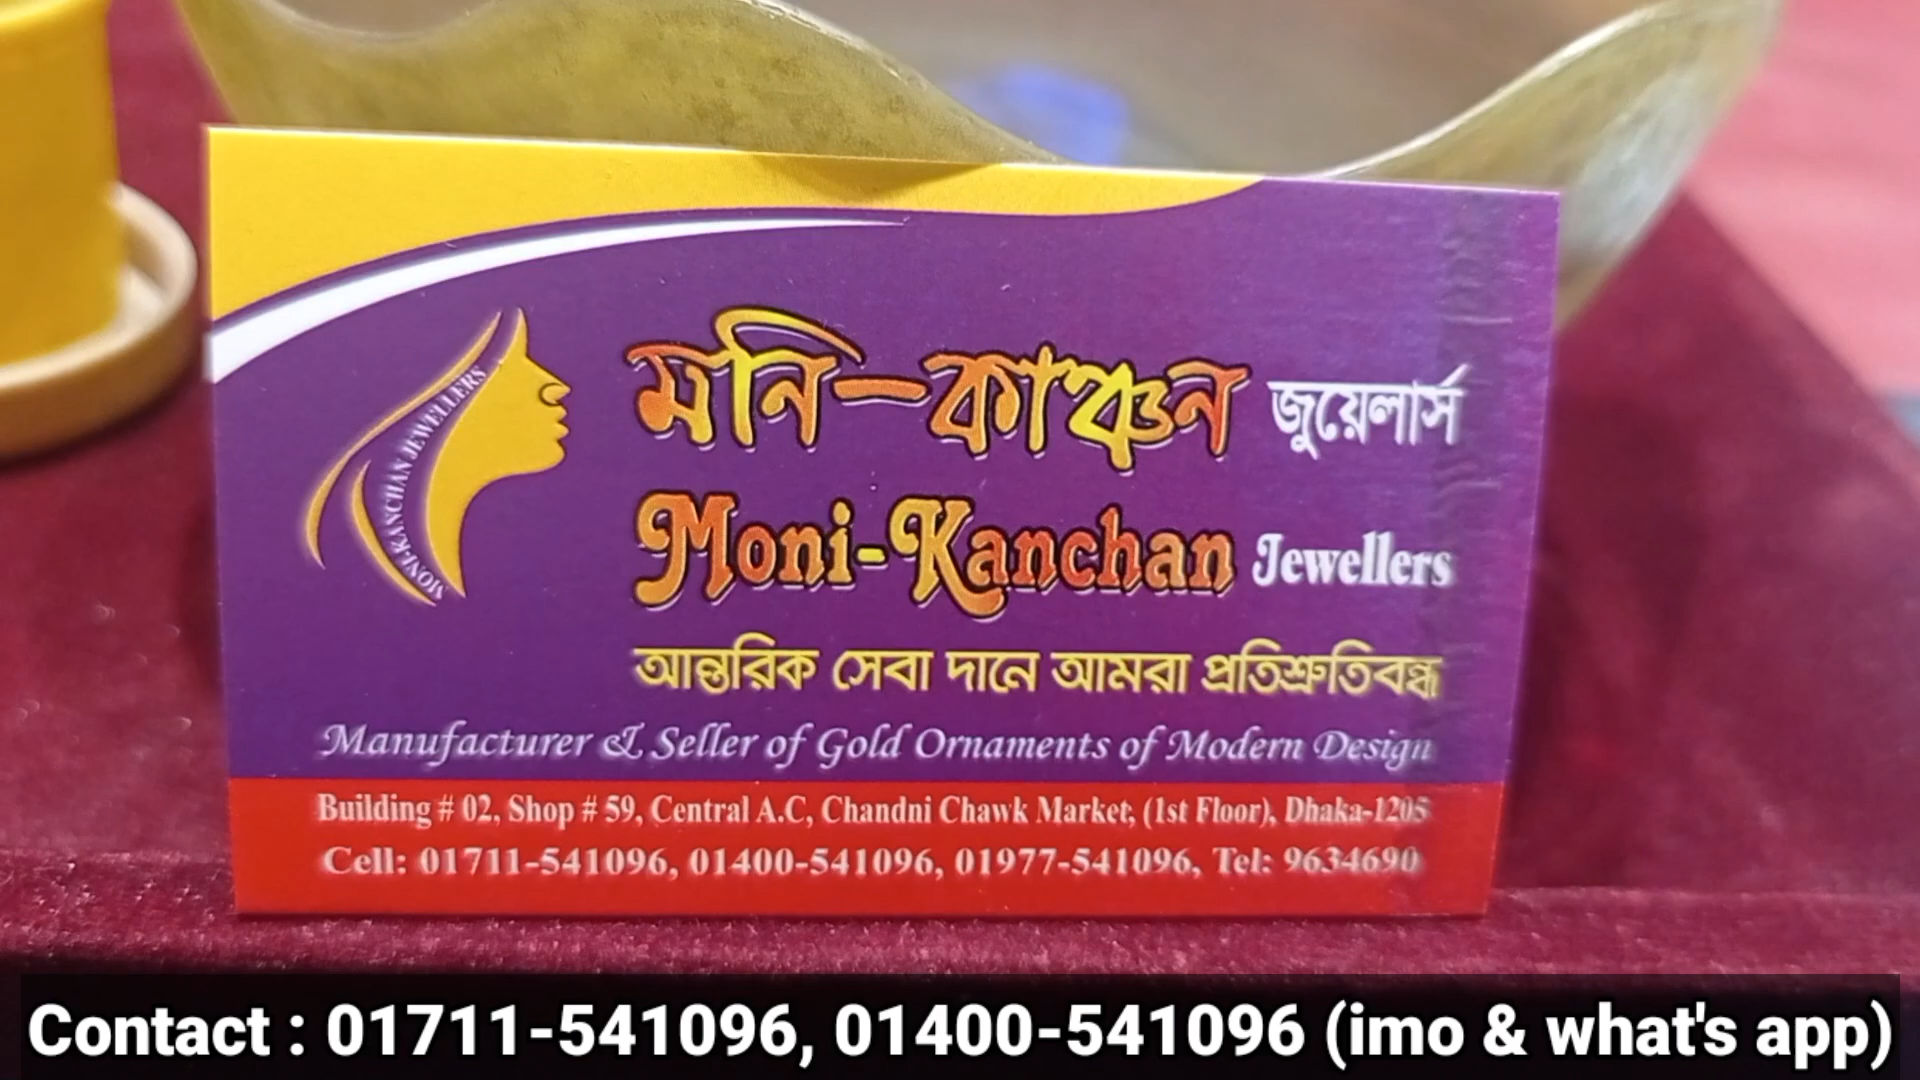 MONI-KANCHAN JEWELLERS
মনি-কাঞ্চন জুয়েলার্স
Moni-Kanchan Jewellers
আন্তরিক সেবা দানে আমরা প্রতিশ্রুতিবদ্ধ
Manufacturer & Seller of Gold Ornaments of Modern Design
Building # 02, Shop # 59, Central A.C, Chandni Chawk Market, (1st Floor), Dhaka-1205
Cell: 01711-541096, 01400-541096, 01977-541096, Tel: 9634690
Contact : 01711-541096, 01400-541096 (imo & what's app)